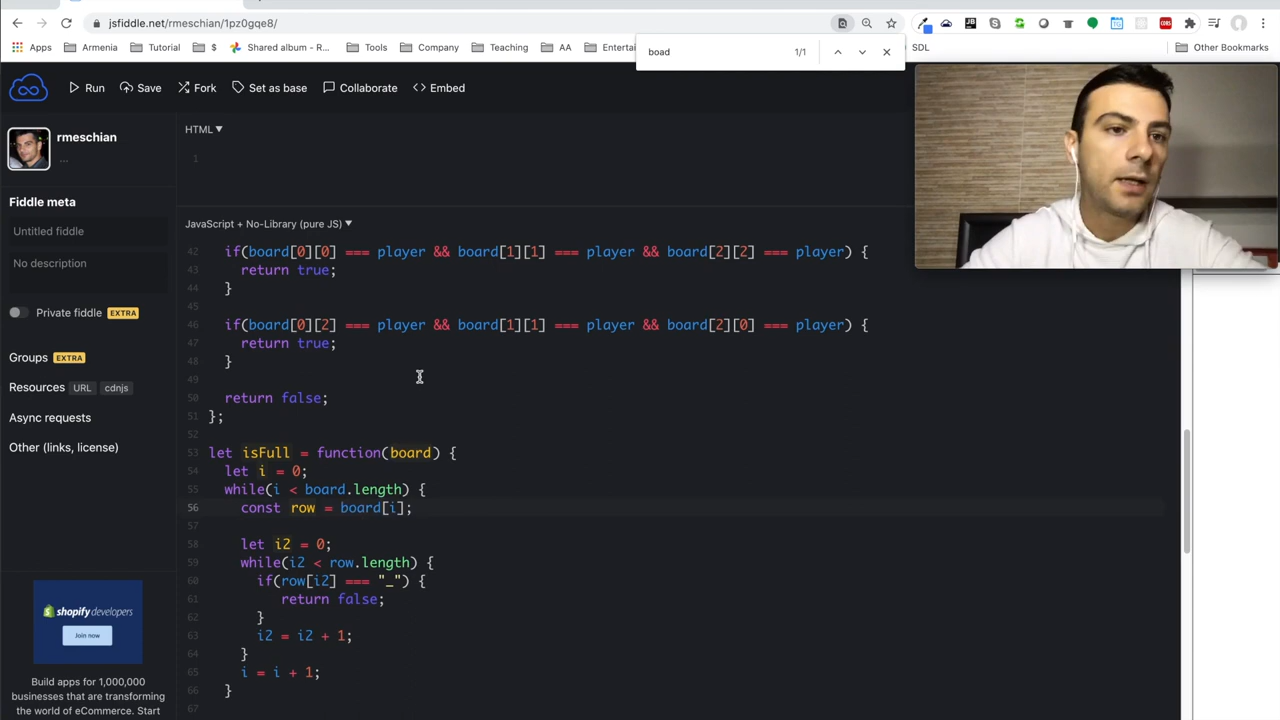 jsfiddle.net/rmeschian/1pz0gqe8/
Apps
Armenia
Tutorial
$
Shared album - R...
Tools
Company
Teaching
AA
Entertai
SDL
Other Bookmarks
boad
1/1
Run
Save
Fork
Set as base
Collaborate
Embed
rmeschian
...
Fiddle meta
Untitled fiddle
No description
Private fiddle EXTRA
Groups EXTRA
Resources URL cdnjs
Async requests
Other (links, license)
shopify developers
Join now
Build apps for 1,000,000
businesses that are transforming
the world of eCommerce. Start
HTML ▼
1
JavaScript + No-Library (pure JS) ▼
42 if(board[0][0] === player && board[1][1] === player && board[2][2] === player) {
43 return true;
44 }
45
46 if(board[0][2] === player && board[1][1] === player && board[2][0] === player) {
47 return true;
48 }
49
50 return false;
51 };
52
53 let isFull = function(board) {
54 let i = 0;
55 while(i < board.length) {
56 const row = board[i];
57
58 let i2 = 0;
59 while(i2 < row.length) {
60 if(row[i2] === "_") {
61 return false;
62 }
63 i2 = i2 + 1;
64 }
65 i = i + 1;
66 }
67